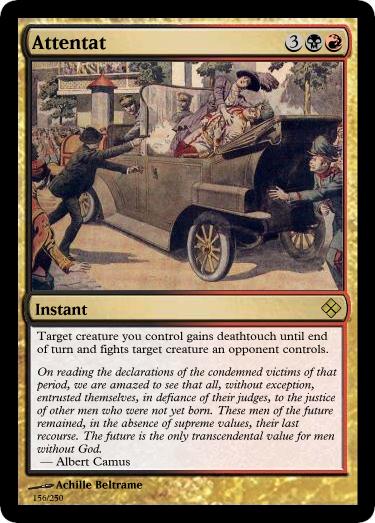 Attentat 3
Instant
Target creature you control gains deathtouch until end
of turn and fights target creature an opponent controls.
On reading the declarations of the condemned victims of that
period, we are amazed to see that all, without exception,
entrusted themselves, in defiance of their judges, to the justice
of other men who were not yet born. These men of the future
remained, in the absence of supreme values, their last
recourse. The future is the only transcendental value for men
without God.
— Albert Camus
Achille Beltrame
156/250